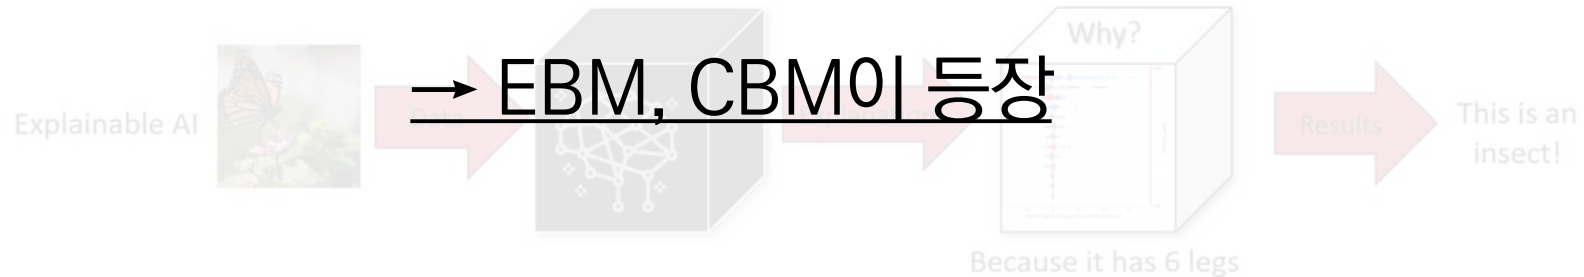 Why?
→ EBM, CBM이 등장
Explainable AI
Data
Results
This is an
insect!
Because it has 6 legs